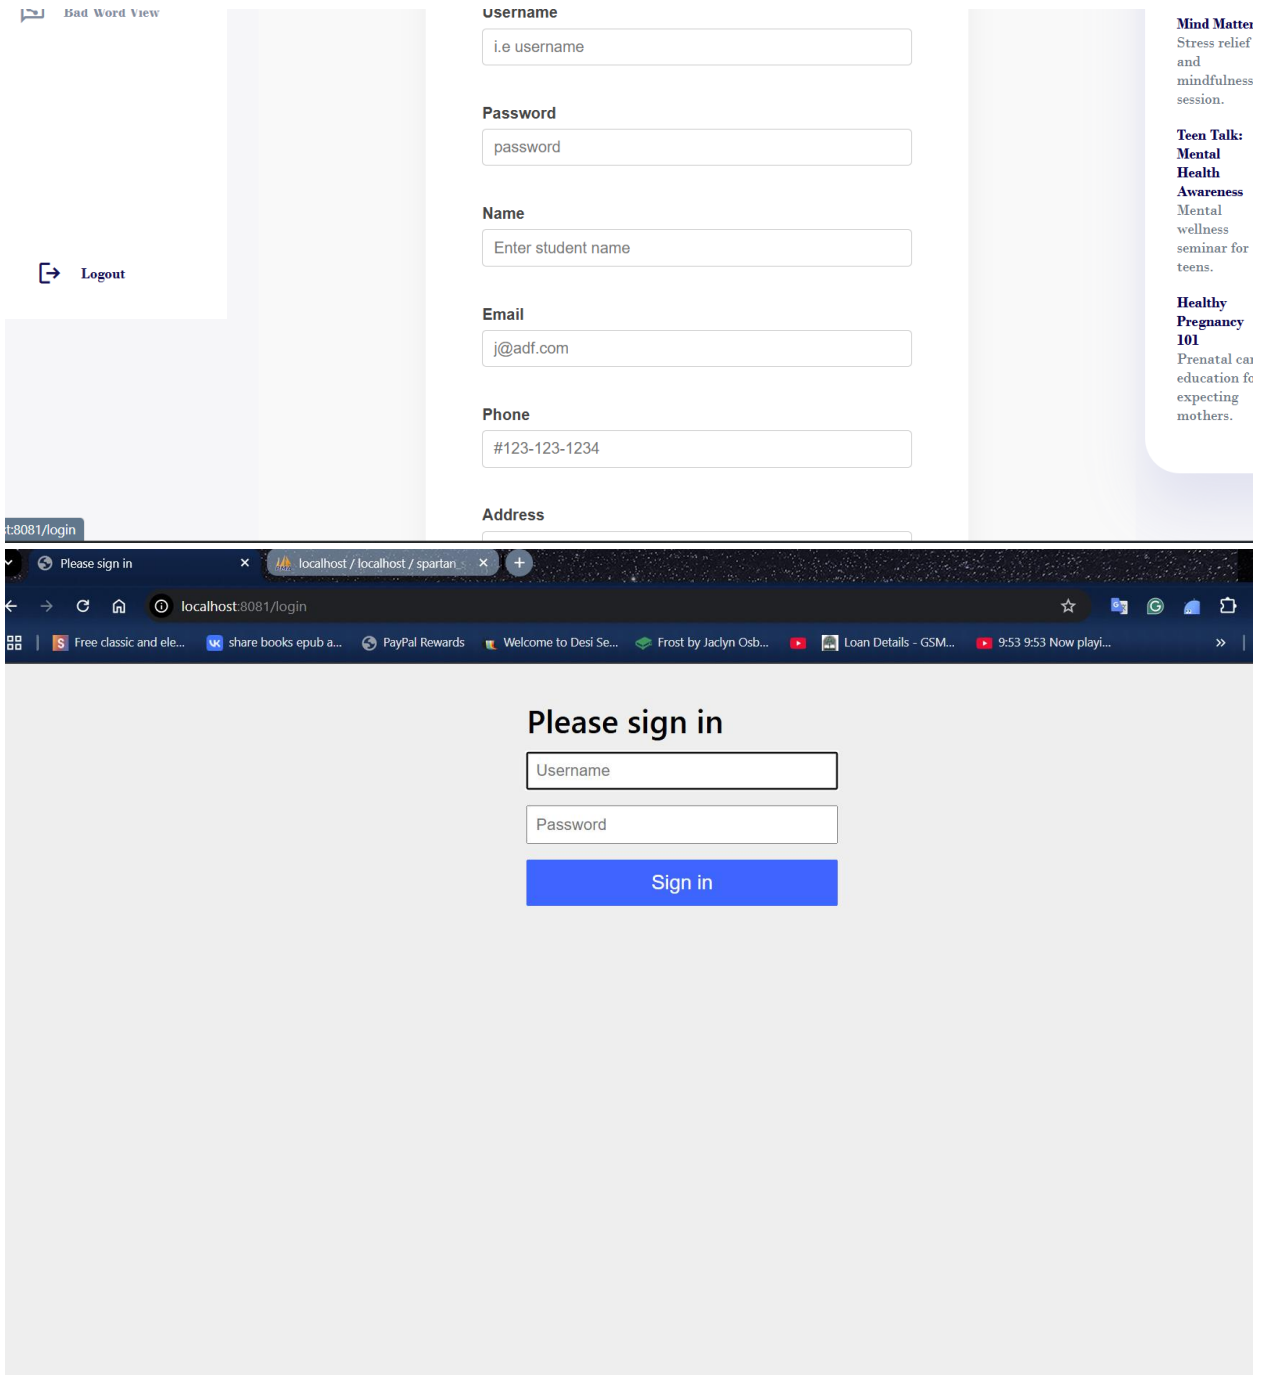 Bad Word View
Logout
Username
i.e username
Password
password
Name
Enter student name
Email
j@adf.com
Phone
#123-123-1234
Address
Mind Matter
Stress relief
and
mindfulness
session.
Teen Talk:
Mental
Health
Awareness
Mental
wellness
seminar for
teens.
Healthy
Pregnancy
101
Prenatal car
education fo
expecting
mothers.
t:8081/login
Please sign in
localhost / localhost / spartan_s
localhost:8081/login
Free classic and ele...
share books epub a...
PayPal Rewards
Welcome to Desi Se...
Frost by Jaclyn Osb...
Loan Details - GSM...
9:53 9:53 Now playi...
Please sign in
Username
Password
Sign in